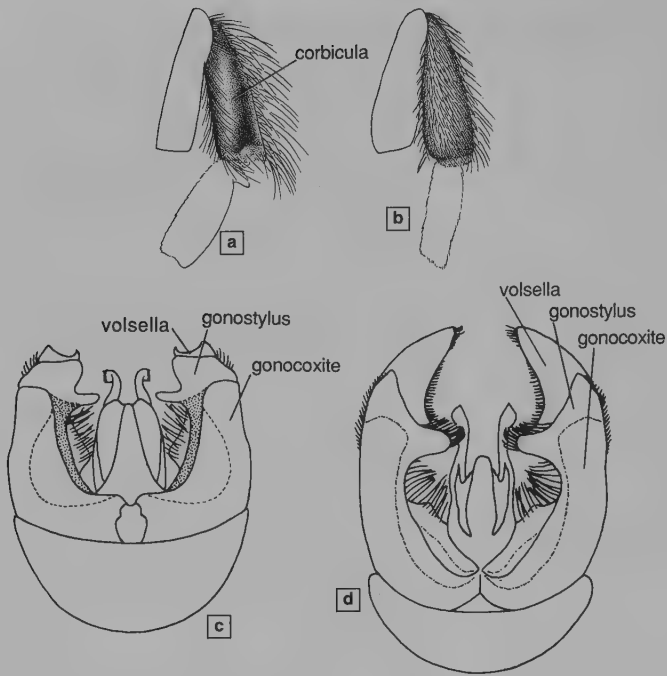 corbicula
a
b
volsella
gonostylus
gonocoxite
c
volsella
gonostylus
gonocoxite
d